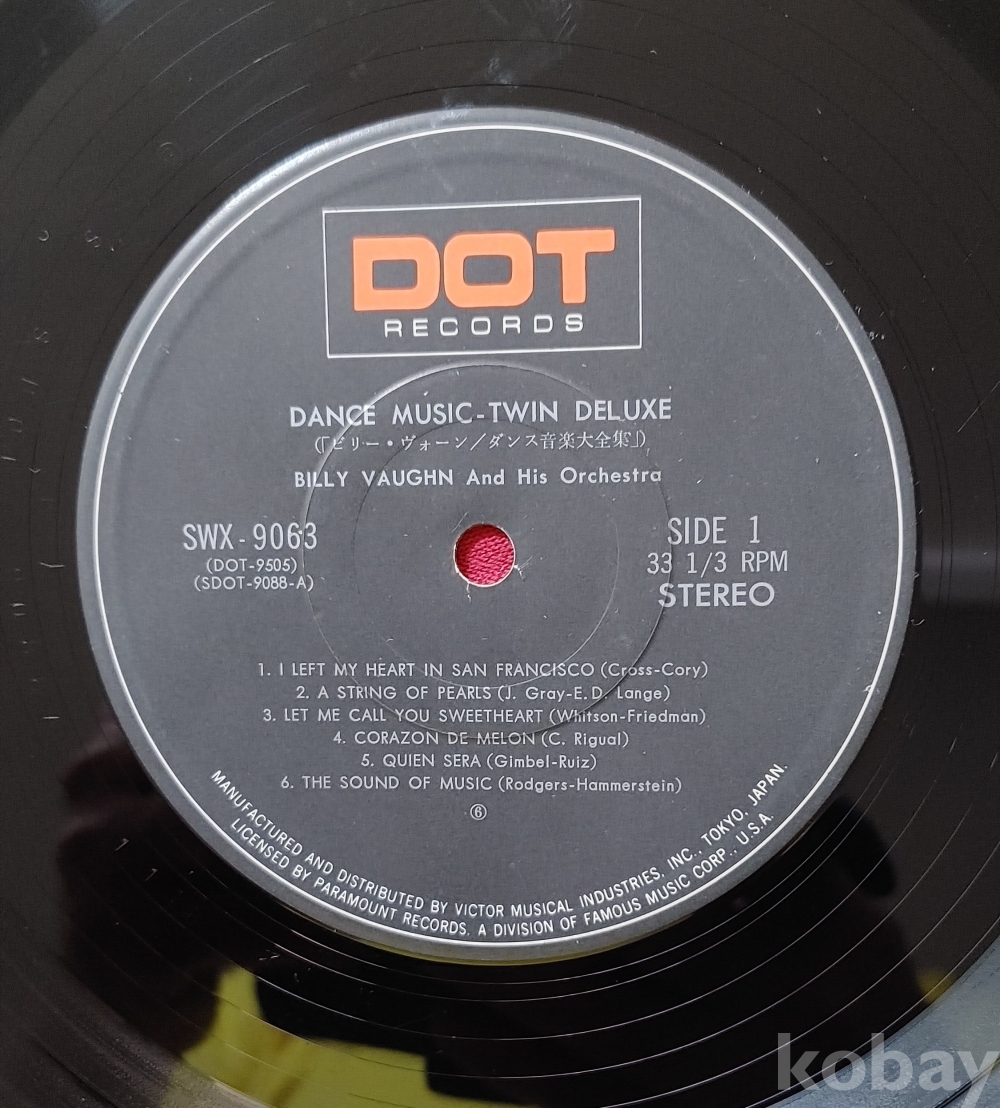 DOT
RECORDS
DANCE MUSIC-TWIN DELUXE
(「ビリー・ヴォーン／ダンス音楽大全集」)
BILLY VAUGHN And His Orchestra
SWX-9063
(DOT-9505)
(SDOT-9088-A)
SIDE 1
33 1/3 RPM
STEREO
1. I LEFT MY HEART IN SAN FRANCISCO (Cross-Cory)
2. A STRING OF PEARLS (J. Gray-E.D. Lange)
3. LET ME CALL YOU SWEETHEART (Whitson-Friedman)
4. CORAZON DE MELON (C. Rigual)
5. QUIEN SERA (Gimbel-Ruiz)
6. THE SOUND OF MUSIC (Rodgers-Hammerstein)
⑥
MANUFACTURED AND DISTRIBUTED BY VICTOR MUSICAL INDUSTRIES, INC., TOKYO, JAPAN.
LICENSED BY PARAMOUNT RECORDS. A DIVISION OF FAMOUS MUSIC CORP., U.S.A.
kobay